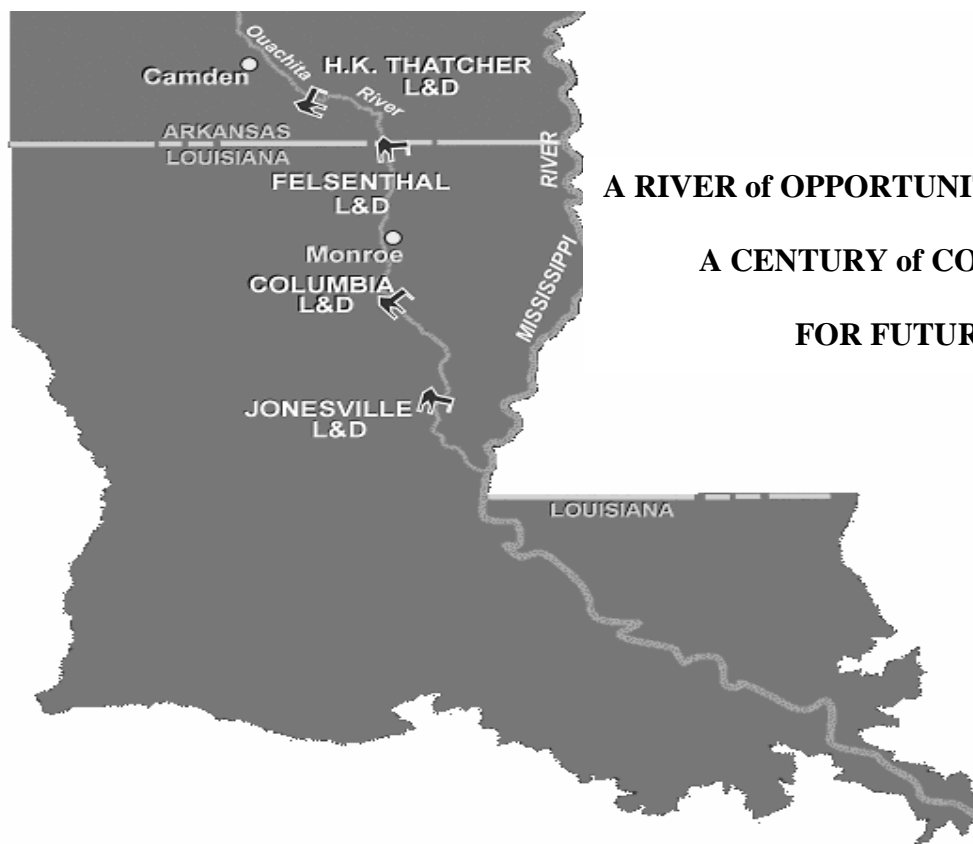 Ouachita
River
Camden
H.K. THATCHER
L&D
ARKANSAS
LOUISIANA
FELSENTHAL
L&D
Monroe
COLUMBIA
L&D
JONESVILLE
L&D
MISSISSIPPI
RIVER
LOUISIANA
A RIVER of OPPORTUNI
A CENTURY of CO
FOR FUTUR